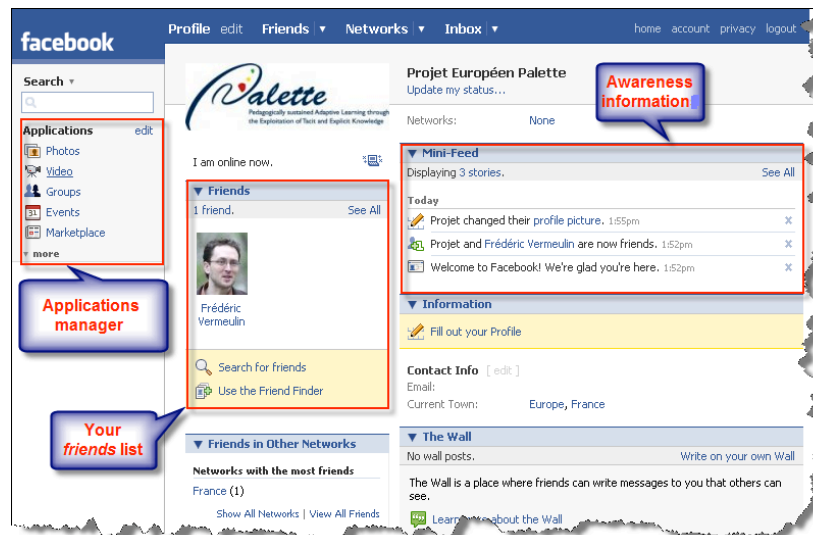 facebook
Profile edit Friends Networks Inbox
home account privacy logout
Search
Applications edit
Photos
Video
Groups
Events
Marketplace
more
Applications
manager
Palette
Pedagogically sustained Adaptive Learning through
the Exploitation of Tacit and Explicit Knowledge
I am online now.
Friends
1 friend. See All
Frédéric
Vermeulin
Search for friends
Use the Friend Finder
Your
friends list
Friends in Other Networks
Networks with the most friends
France (1)
Show All Networks | View All Friends
Projet Européen Palette
Update my status...
Awareness
information
Networks: None
Mini-Feed
Displaying 3 stories. See All
Today
Projet changed their profile picture. 1:55pm
Projet and Frédéric Vermeulin are now friends. 1:52pm
Welcome to Facebook! We're glad you're here. 1:52pm
Information
Fill out your Profile
Contact Info [ edit ]
Email:
Current Town: Europe, France
The Wall
No wall posts. Write on your own Wall
The Wall is a place where friends can write messages to you that others can
see.
Learn more about the Wall